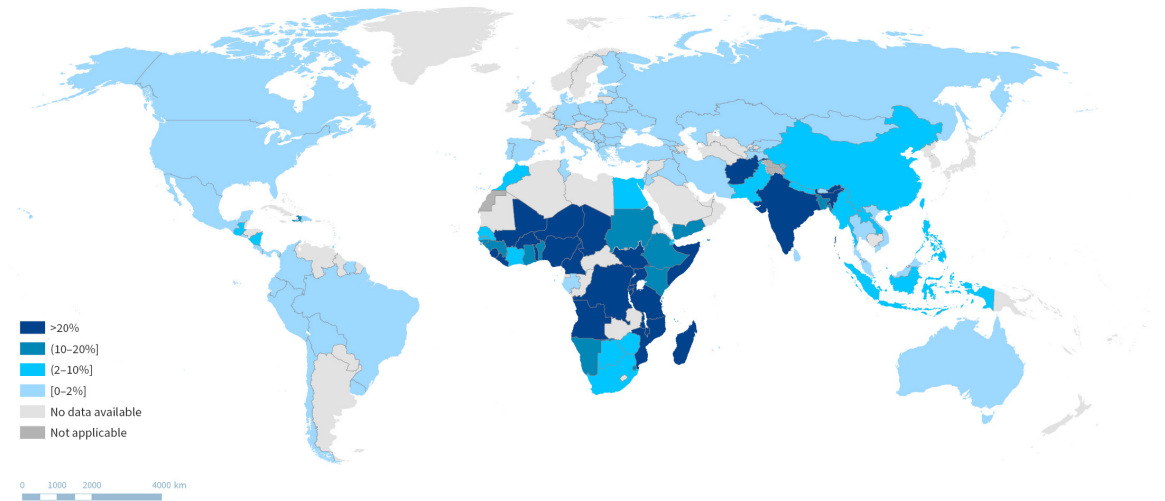 >20%
(10–20%]
(2–10%]
[0–2%]
No data available
Not applicable
0 1000 2000 4000 km